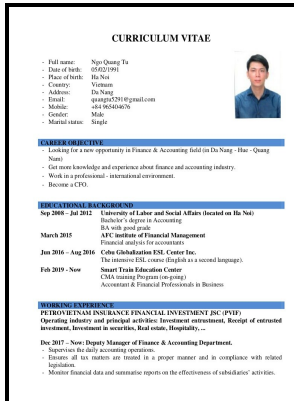 CURRICULUM VITAE
- Full name: Ngo Quang Tu
- Date of birth: 05/02/1991
- Place of birth: Ha Noi
- Country: Vietnam
- Address: Da Nang
- Email: quangtu5291@gmail.com
- Mobile: +84 965404676
- Gender: Male
- Marital status: Single
CAREER OBJECTIVE
- Looking for a new opportunity in Finance & Accounting field (in Da Nang - Hue - Quang
Nam)
- Get more knowledge and experience about finance and accounting industry.
- Work in a professional - international environment.
- Become a CFO.
EDUCATIONAL BACKGROUND
Sep 2008 – Jul 2012 University of Labor and Social Affairs (located on Ha Noi)
Bachelor's degree in Accounting
BA with good grade
March 2015 AFC institute of Financial Management
Financial analysis for accountants
Jun 2016 – Aug 2016 Cebu Globalization ESL Center Inc.
The intensive ESL course (English as a second language).
Feb 2019 - Now Smart Train Education Center
CMA training Program (on-going)
Accountant & Financial Professionals in Business
WORKING EXPERIENCE
PETROVIETNAM INSURANCE FINANCIAL INVESTMENT JSC (PVIF)
Operating industry and principal activities: Investment entrustment, Receipt of entrusted
investment, Investment in securities, Real estate, Hospitality, ...
Dec 2017 – Now: Deputy Manager of Finance & Accounting Department.
- Supervises the daily accounting operations.
- Ensures all tax matters are treated in a proper manner and in compliance with related
legislation.
- Monitor financial data and summarise reports on the effectiveness of subsidiaries' activities.